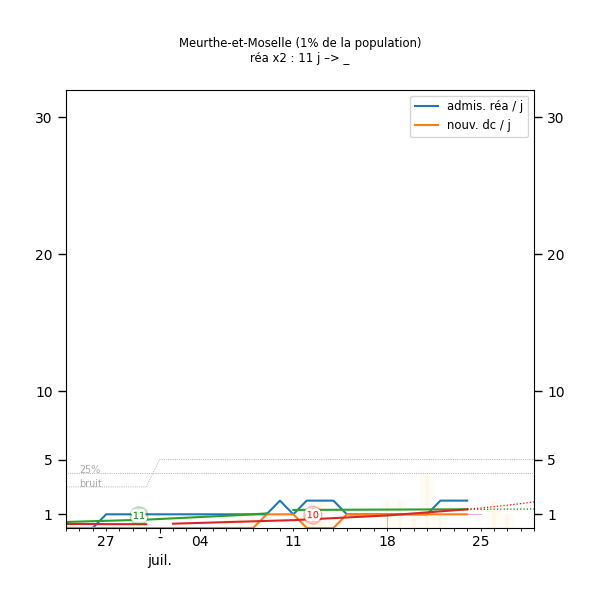 Meurthe-et-Moselle (1% de la population)
réa x2 : 11 j –> _
admis. réa / j
nouv. dc / j
30 30
20 20
10 10
5 5
25%
bruit
1 1
11
10
27 - 04 11 18 25
juil.